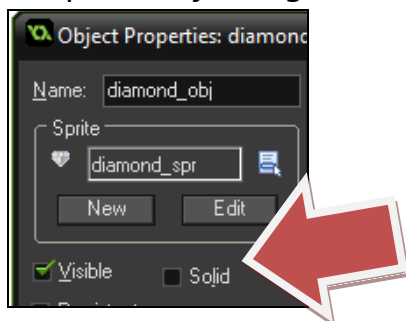 Object Properties: diamond
Name: diamond_obj
Sprite
diamond_spr
New Edit
Visible Solid